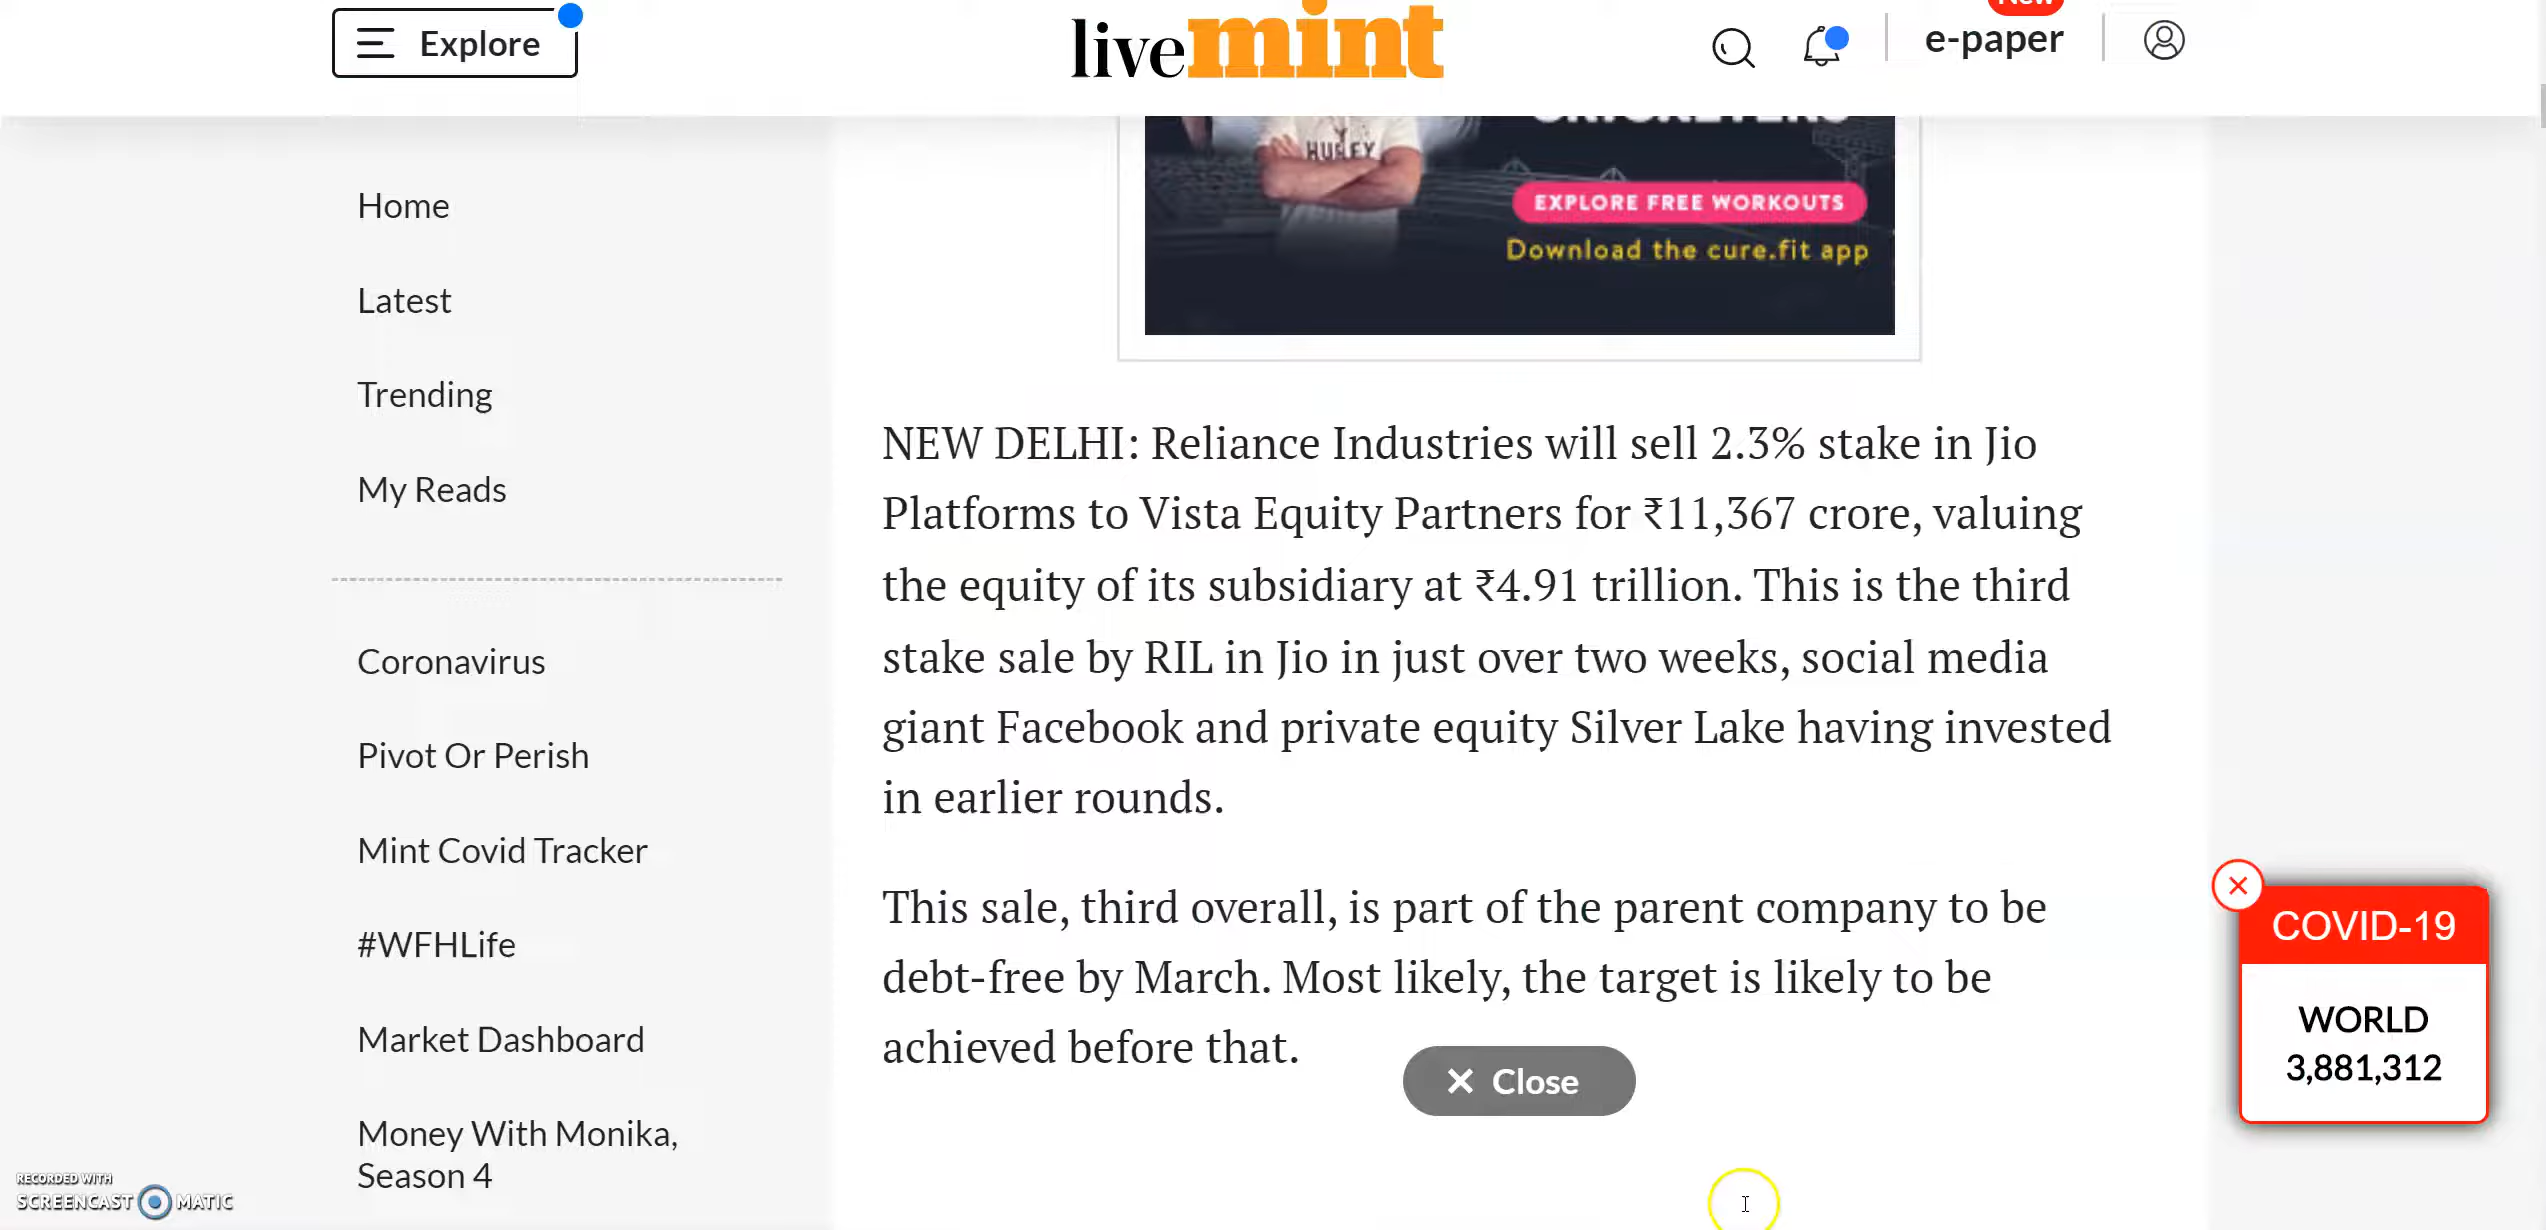 New
Explore
livemint
e-paper
CRICKETERS
HURLEY
EXPLORE FREE WORKOUTS
Download the cure.fit app
Home
Latest
Trending
My Reads
Coronavirus
Pivot Or Perish
Mint Covid Tracker
#WFHLife
Market Dashboard
Money With Monika,
Season 4
NEW DELHI: Reliance Industries will sell 2.3% stake in Jio
Platforms to Vista Equity Partners for ₹11,367 crore, valuing
the equity of its subsidiary at ₹4.91 trillion. This is the third
stake sale by RIL in Jio in just over two weeks, social media
giant Facebook and private equity Silver Lake having invested
in earlier rounds.
This sale, third overall, is part of the parent company to be
debt-free by March. Most likely, the target is likely to be
achieved before that.
Close
COVID-19
WORLD
3,881,312
RECORDED WITH
SCREENCAST MATIC